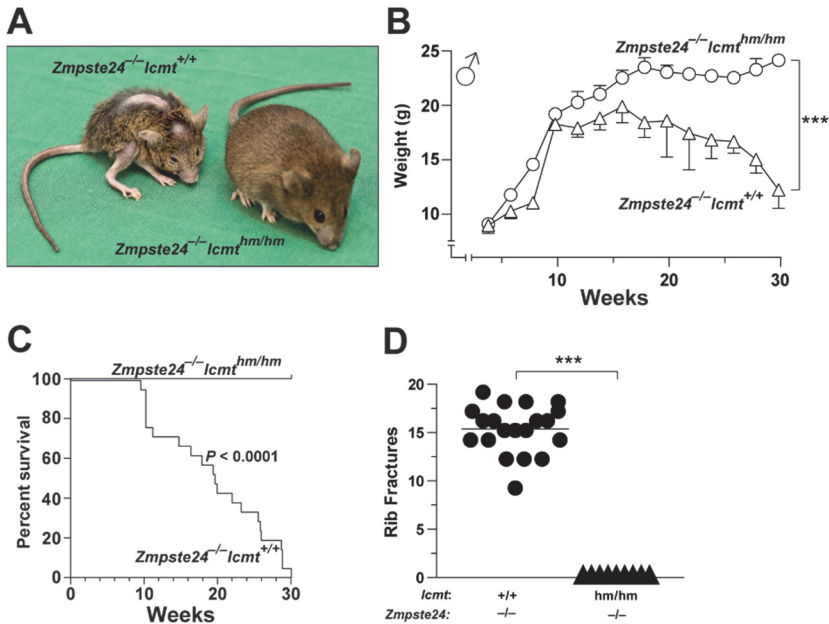 A
Zmpste24–/–Icmt+/+
Zmpste24–/–Icmthm/hm
B
♂
Zmpste24–/–Icmthm/hm
25
20
15
10
Weight (g)
***
Zmpste24–/–Icmt+/+
10 20 30
Weeks
C
Zmpste24–/–Icmthm/hm
100
80
60
40
20
0
Percent survival
P < 0.0001
Zmpste24–/–Icmt+/+
0 10 20 30
Weeks
D
***
20
15
10
5
0
Rib Fractures
Icmt: +/+ hm/hm
Zmpste24: –/– –/–